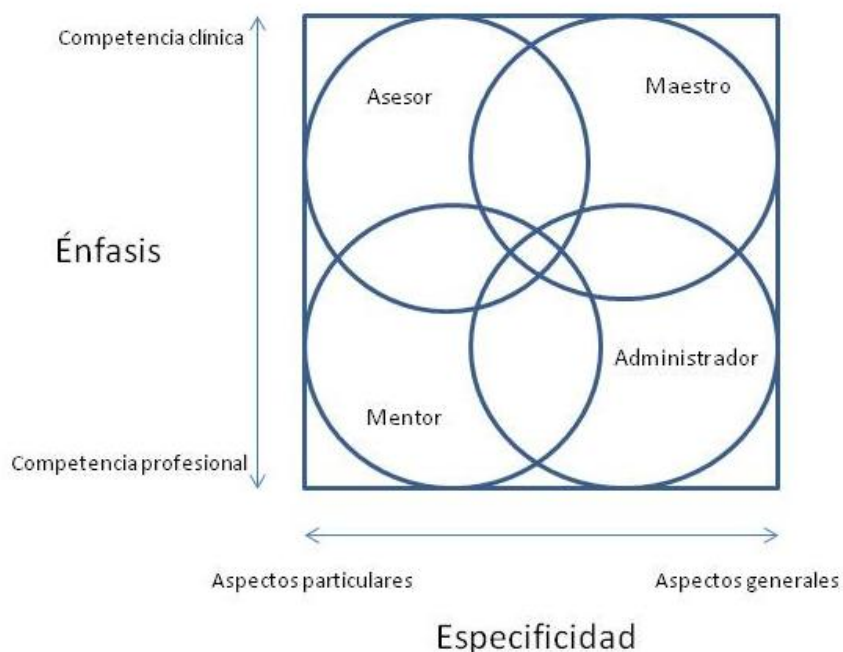 Competencia clínica
Asesor
Maestro
Énfasis
Administrador
Mentor
Competencia profesional
Aspectos particulares
Aspectos generales
Especificidad